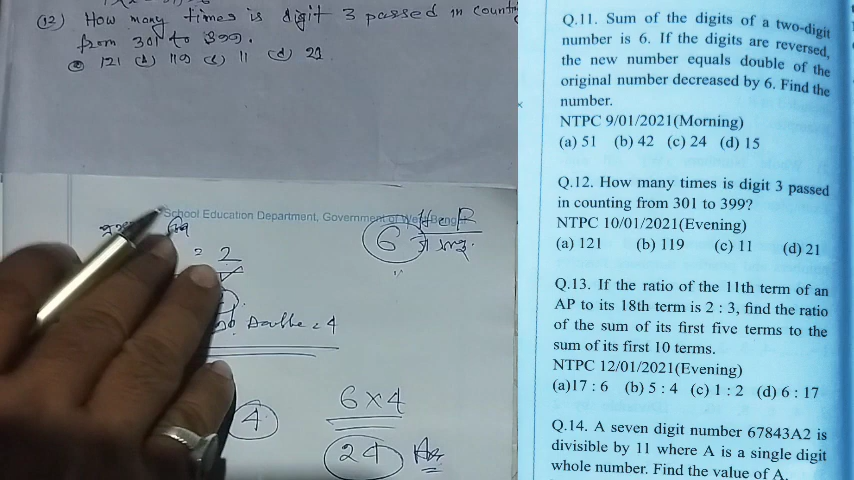 (12) How many times is digit 3 passed in counti
from 301 to 399.
(a) 121 (b) 119 (c) 11 (d) 21
School Education Department, Government of West Beng
= 2
6
Double = 4
4
6 × 4
24 Ans
Q.11. Sum of the digits of a two-digit
number is 6. If the digits are reversed,
the new number equals double of the
original number decreased by 6. Find the
number.
NTPC 9/01/2021(Morning)
(a) 51 (b) 42 (c) 24 (d) 15
Q.12. How many times is digit 3 passed
in counting from 301 to 399?
NTPC 10/01/2021(Evening)
(a) 121 (b) 119 (c) 11 (d) 21
Q.13. If the ratio of the 11th term of an
AP to its 18th term is 2 : 3, find the ratio
of the sum of its first five terms to the
sum of its first 10 terms.
NTPC 12/01/2021(Evening)
(a)17 : 6 (b) 5 : 4 (c) 1 : 2 (d) 6 : 17
Q.14. A seven digit number 67843A2 is
divisible by 11 where A is a single digit
whole number. Find the value of A.